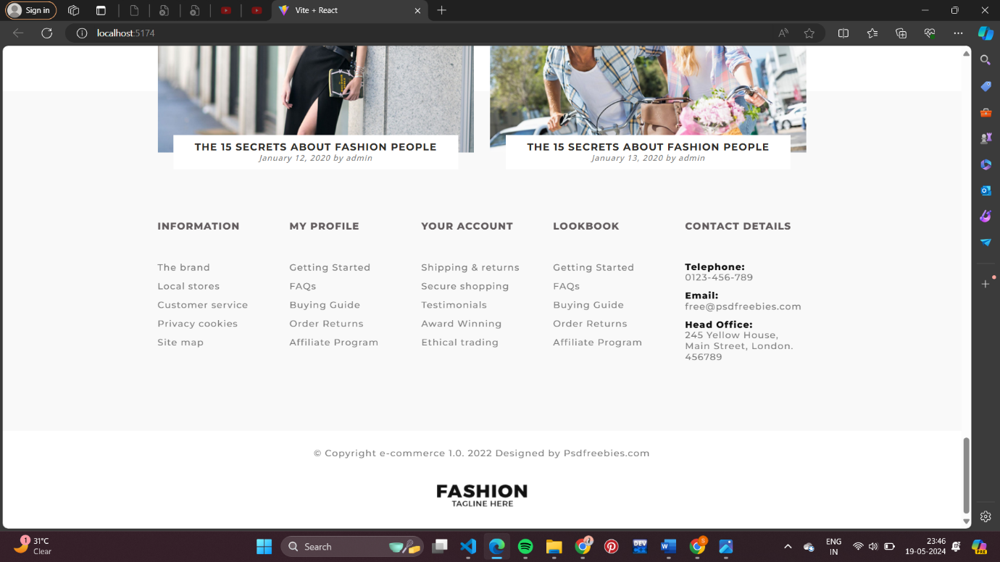 Sign in
Vite + React
localhost:5174
THE 15 SECRETS ABOUT FASHION PEOPLE
January 12, 2020 by admin
THE 15 SECRETS ABOUT FASHION PEOPLE
January 13, 2020 by admin
INFORMATION
The brand
Local stores
Customer service
Privacy cookies
Site map
MY PROFILE
Getting Started
FAQs
Buying Guide
Order Returns
Affiliate Program
YOUR ACCOUNT
Shipping & returns
Secure shopping
Testimonials
Award Winning
Ethical trading
LOOKBOOK
Getting Started
FAQs
Buying Guide
Order Returns
Affiliate Program
CONTACT DETAILS
Telephone:
0123-456-789
Email:
free@psdfreebies.com
Head Office:
245 Yellow House,
Main Street, London.
456789
© Copyright e-commerce 1.0. 2022 Designed by Psdfreebies.com
FASHION
TAGLINE HERE
1
31°C
Clear
Search
DEV
ENG
IN
23:46
19-05-2024
PRE